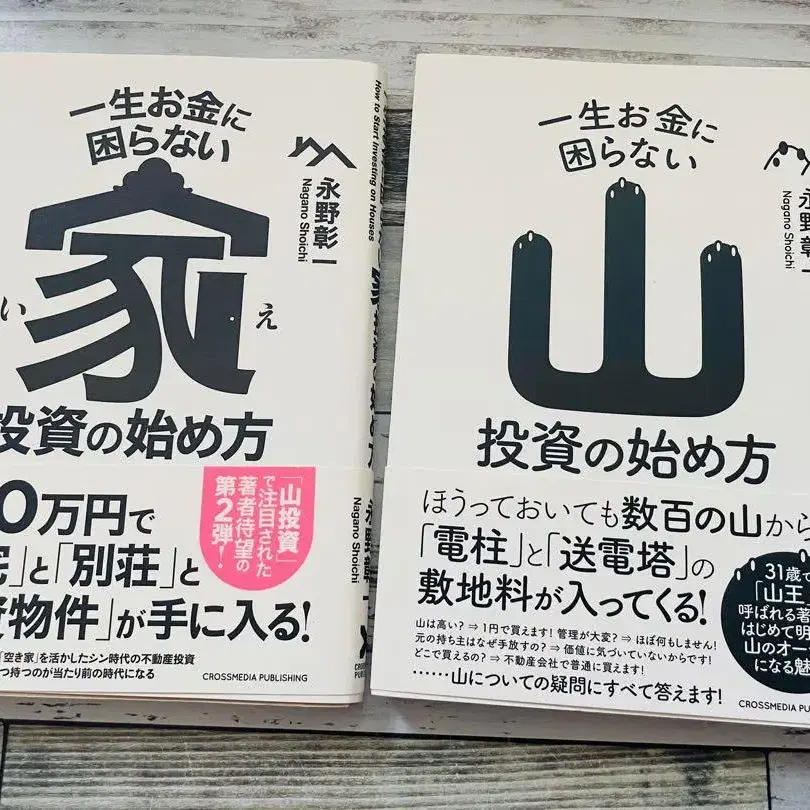 一生お金に
困らない
家
い
え
投資の始め方
永野彰一
Nagano Shoichi
「山投資」
で注目された
著者待望の
第2弾!
0万円で
」と「別荘」と
物件」が手に入る!
「空き家」を活かしたシン時代の不動産投資
つ持つのが当たり前の時代になる
CROSSMEDIA PUBLISHING
How to Start Investing on Houses
Nagano Shoichi
一生お金に
困らない
山
投資の始め方
永野彰一
Nagano Shoichi
ほうっておいても数百の山から
「電柱」と「送電塔」の
敷地料が入ってくる!
山は高い?⇒1円で買えます! 管理が大変?⇒ほぼ何もしません!
元の持ち主はなぜ手放すの?⇒価値に気づいていないからです!
どこで買えるの?⇒不動産会社で普通に買えます!
……山についての疑問にすべて答えます!
31歳で
「山王
呼ばれる著
はじめて明
山のオー
になる魅
CROSSMEDIA PU